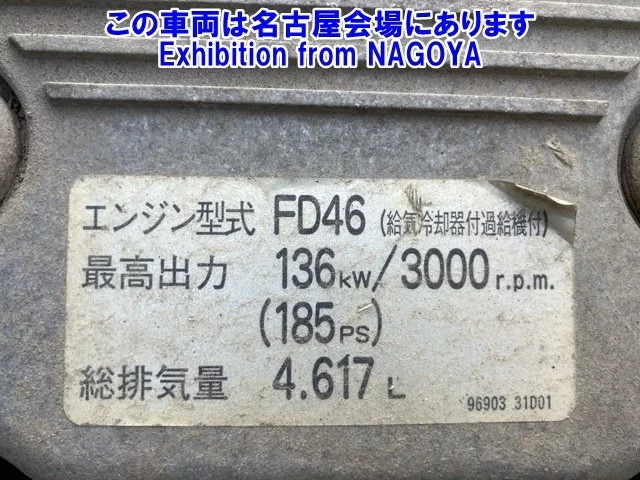 この車両は名古屋会場にあります
Exhibition from NAGOYA
エンジン型式 FD46 (給気冷却器付過給機付)
最高出力 136kW/3000r.p.m.
(185PS)
総排気量 4.617L
96903 31D01